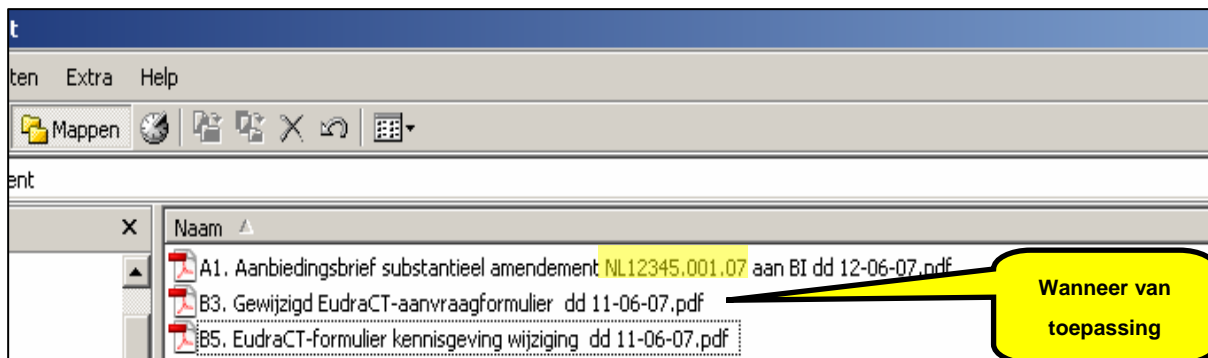 t
ten Extra Help
Mappen
ent
x Naam
A1. Aanbiedingsbrief substantieel amendement NL12345.001.07 aan BI dd 12-06-07.pdf
B3. Gewijzigd EudraCT-aanvraagformulier dd 11-06-07.pdf
B5. EudraCT-formulier kennisgeving wijziging dd 11-06-07.pdf
Wanneer van
toepassing